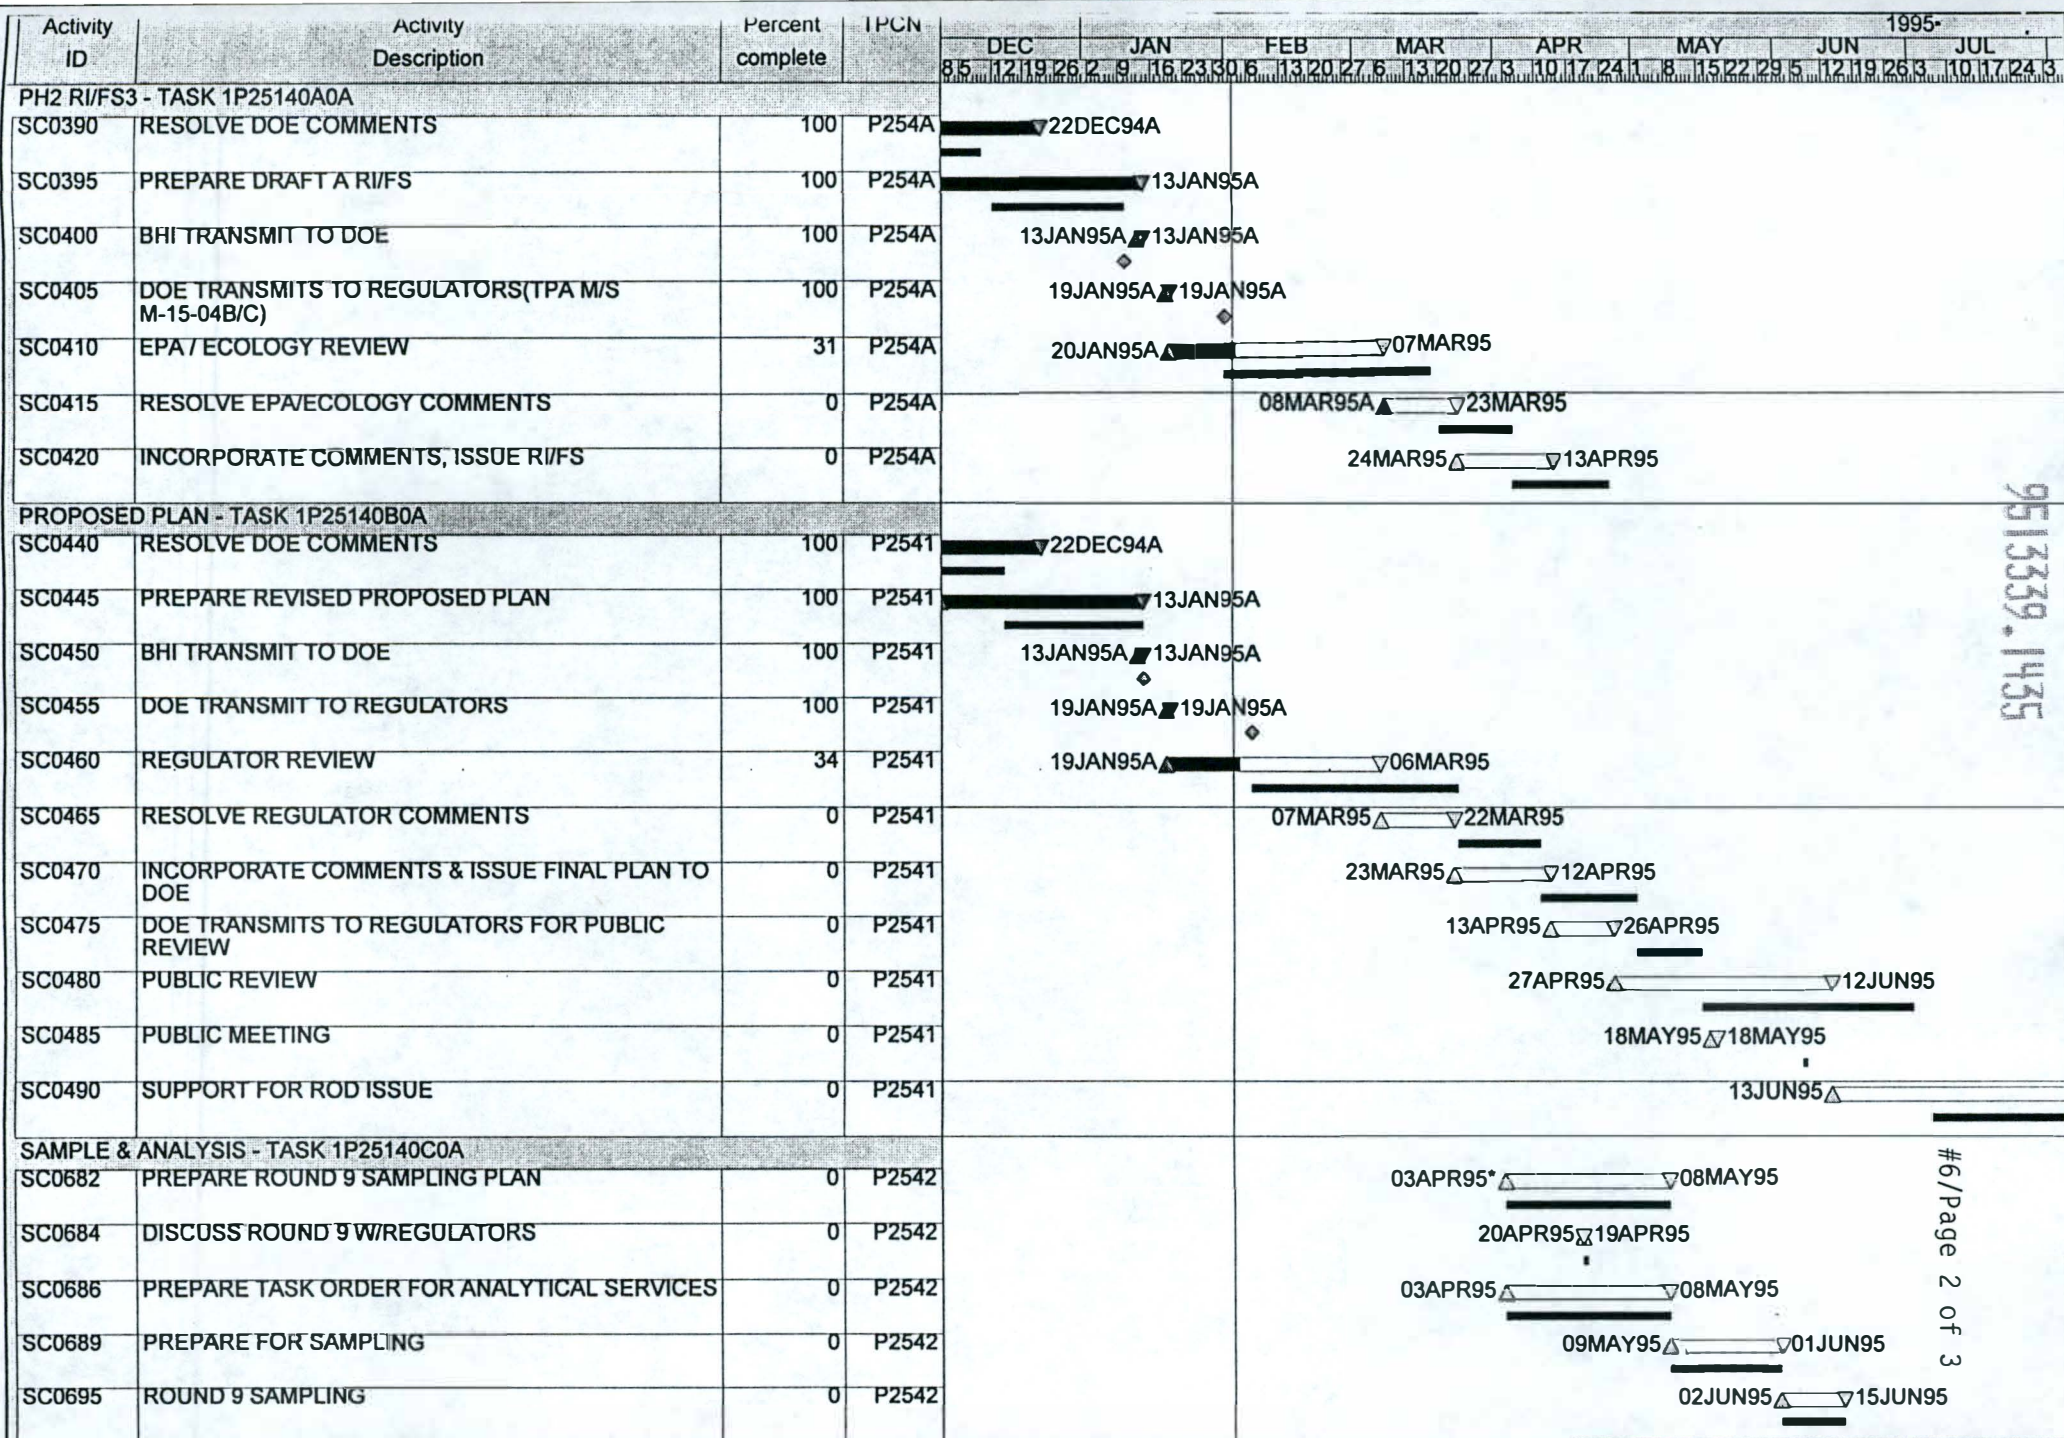 Activity ID Activity Description Percent complete TPCN 1995
DEC JAN FEB MAR APR MAY JUN JUL
8,5 12,19,26,2 9 16,23,30,6 13,20,27,6 13,20,27,3 10,17,24,1 8 15,22,29,5 12,19,26,3 10,17,24,3
PH2 RI/FS3 - TASK 1P25140A0A
SC0390 RESOLVE DOE COMMENTS 100 P254A 22DEC94A
SC0395 PREPARE DRAFT A RI/FS 100 P254A 13JAN95A
SC0400 BHI TRANSMIT TO DOE 100 P254A 13JAN95A 13JAN95A
SC0405 DOE TRANSMITS TO REGULATORS(TPA M/S 100 P254A 19JAN95A 19JAN95A
M-15-04B/C)
SC0410 EPA / ECOLOGY REVIEW 31 P254A 20JAN95A 07MAR95
SC0415 RESOLVE EPA/ECOLOGY COMMENTS 0 P254A 08MAR95A 23MAR95
SC0420 INCORPORATE COMMENTS, ISSUE RI/FS 0 P254A 24MAR95 13APR95
PROPOSED PLAN - TASK 1P25140B0A
SC0440 RESOLVE DOE COMMENTS 100 P2541 22DEC94A
SC0445 PREPARE REVISED PROPOSED PLAN 100 P2541 13JAN95A
SC0450 BHI TRANSMIT TO DOE 100 P2541 13JAN95A 13JAN95A
SC0455 DOE TRANSMIT TO REGULATORS 100 P2541 19JAN95A 19JAN95A
SC0460 REGULATOR REVIEW 34 P2541 19JAN95A 06MAR95
SC0465 RESOLVE REGULATOR COMMENTS 0 P2541 07MAR95 22MAR95
SC0470 INCORPORATE COMMENTS & ISSUE FINAL PLAN TO 0 P2541 23MAR95 12APR95
DOE
SC0475 DOE TRANSMITS TO REGULATORS FOR PUBLIC 0 P2541 13APR95 26APR95
REVIEW
SC0480 PUBLIC REVIEW 0 P2541 27APR95 12JUN95
SC0485 PUBLIC MEETING 0 P2541 18MAY95 18MAY95
SC0490 SUPPORT FOR ROD ISSUE 0 P2541 13JUN95
SAMPLE & ANALYSIS - TASK 1P25140C0A
SC0682 PREPARE ROUND 9 SAMPLING PLAN 0 P2542 03APR95* 08MAY95
SC0684 DISCUSS ROUND 9 W/REGULATORS 0 P2542 20APR95 19APR95
SC0686 PREPARE TASK ORDER FOR ANALYTICAL SERVICES 0 P2542 03APR95 08MAY95
SC0689 PREPARE FOR SAMPLING 0 P2542 09MAY95 01JUN95
SC0695 ROUND 9 SAMPLING 0 P2542 02JUN95 15JUN95
9513339.1435
#6/Page 2 of 3